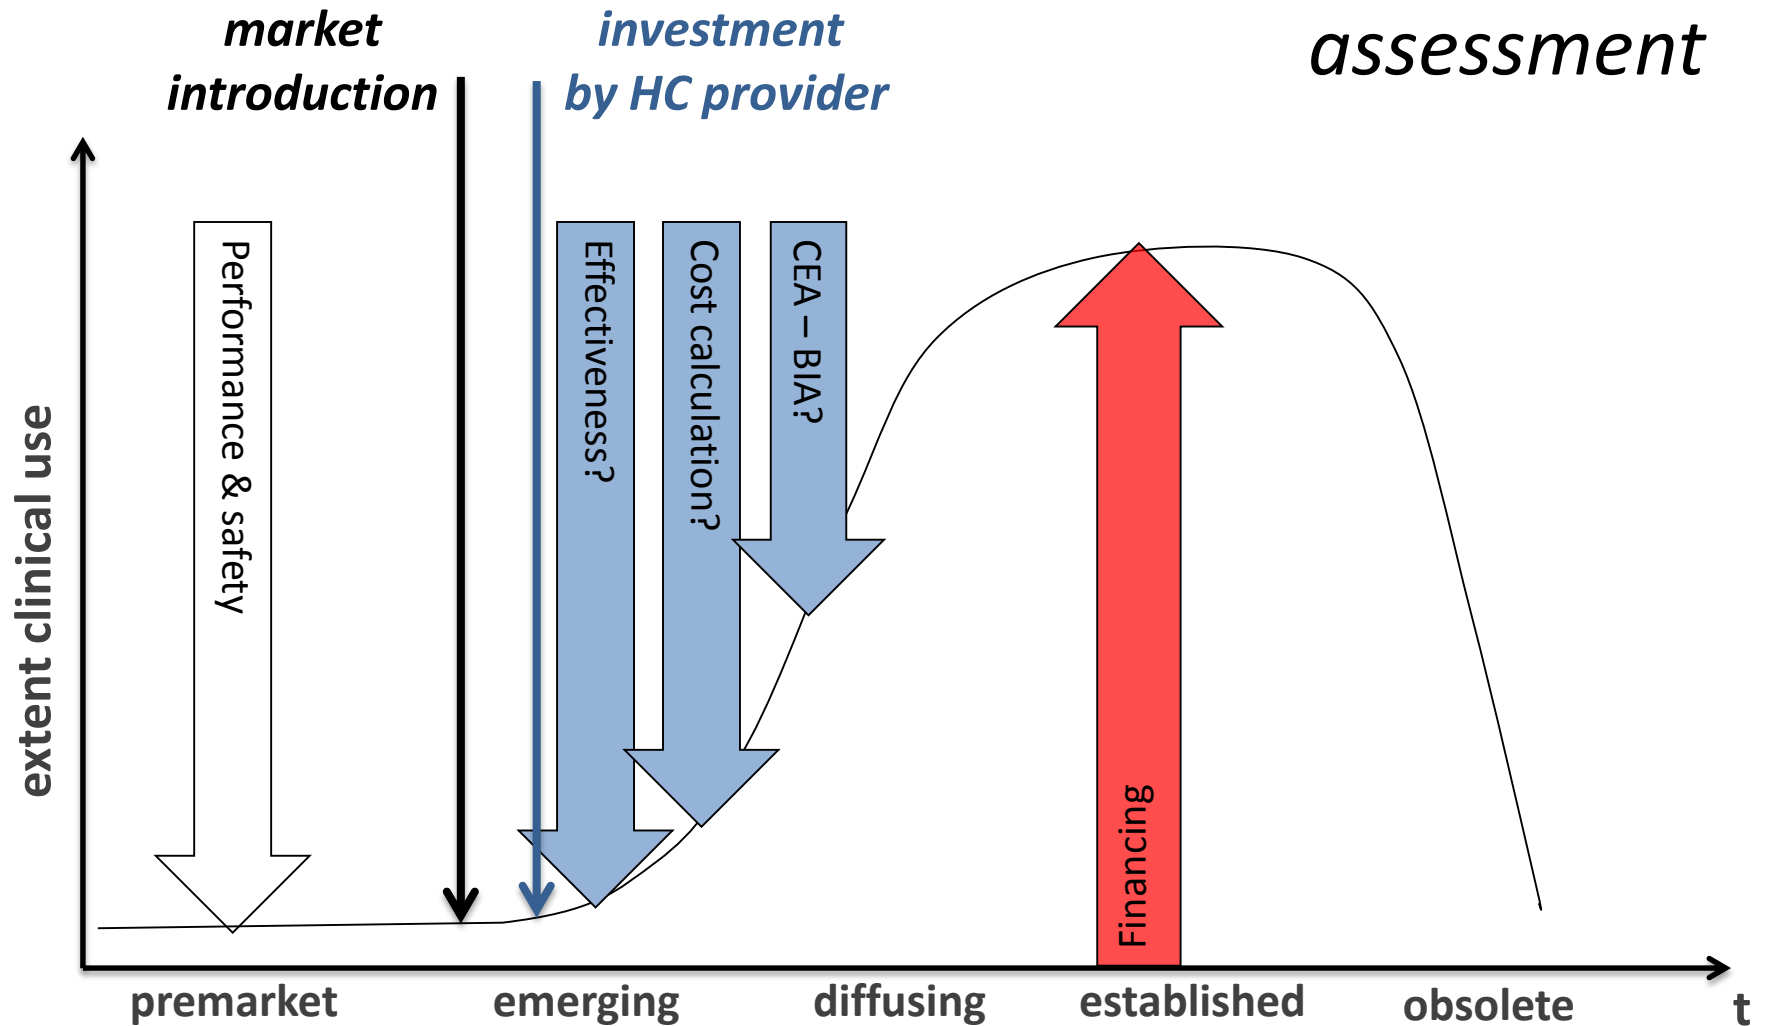 market
introduction
investment
by HC provider
assessment
extent clinical use
Performance & safety
Effectiveness?
Cost calculation?
CEA – BIA?
Financing
premarket
emerging
diffusing
established
obsolete
t